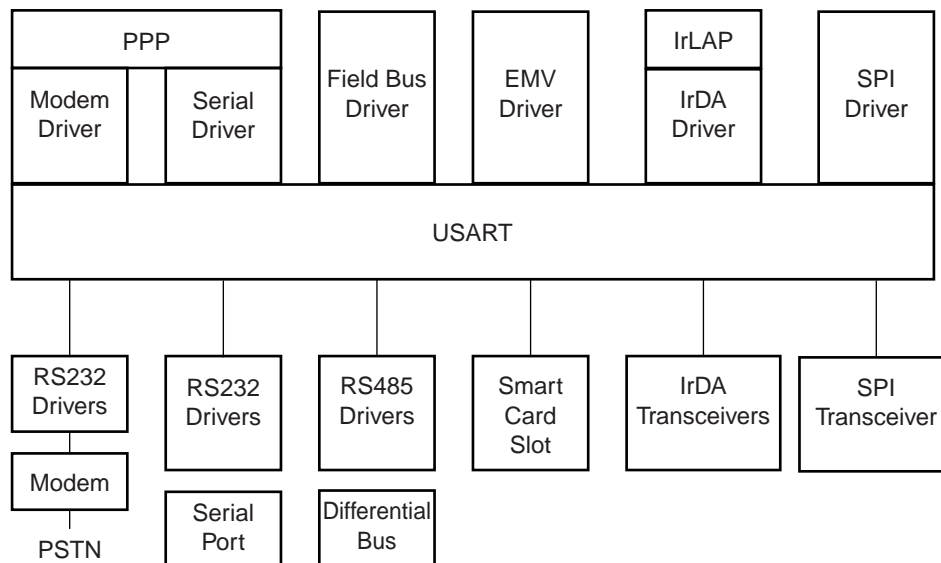 PPP
IrLAP
Modem
Driver
Serial
Driver
Field Bus
Driver
EMV
Driver
IrDA
Driver
SPI
Driver
USART
RS232
Drivers
RS232
Drivers
RS485
Drivers
Smart
Card
Slot
IrDA
Transceivers
SPI
Transceiver
Modem
Serial
Port
Differential
Bus
PSTN